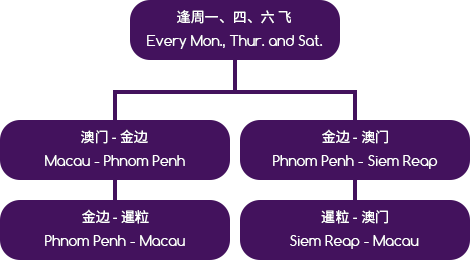 逢周一、四、六 飞
Every Mon., Thur. and Sat.
澳门 - 金边
Macau - Phnom Penh
金边 - 澳门
Phnom Penh - Siem Reap
金边 - 暹粒
Phnom Penh - Macau
暹粒 - 澳门
Siem Reap - Macau